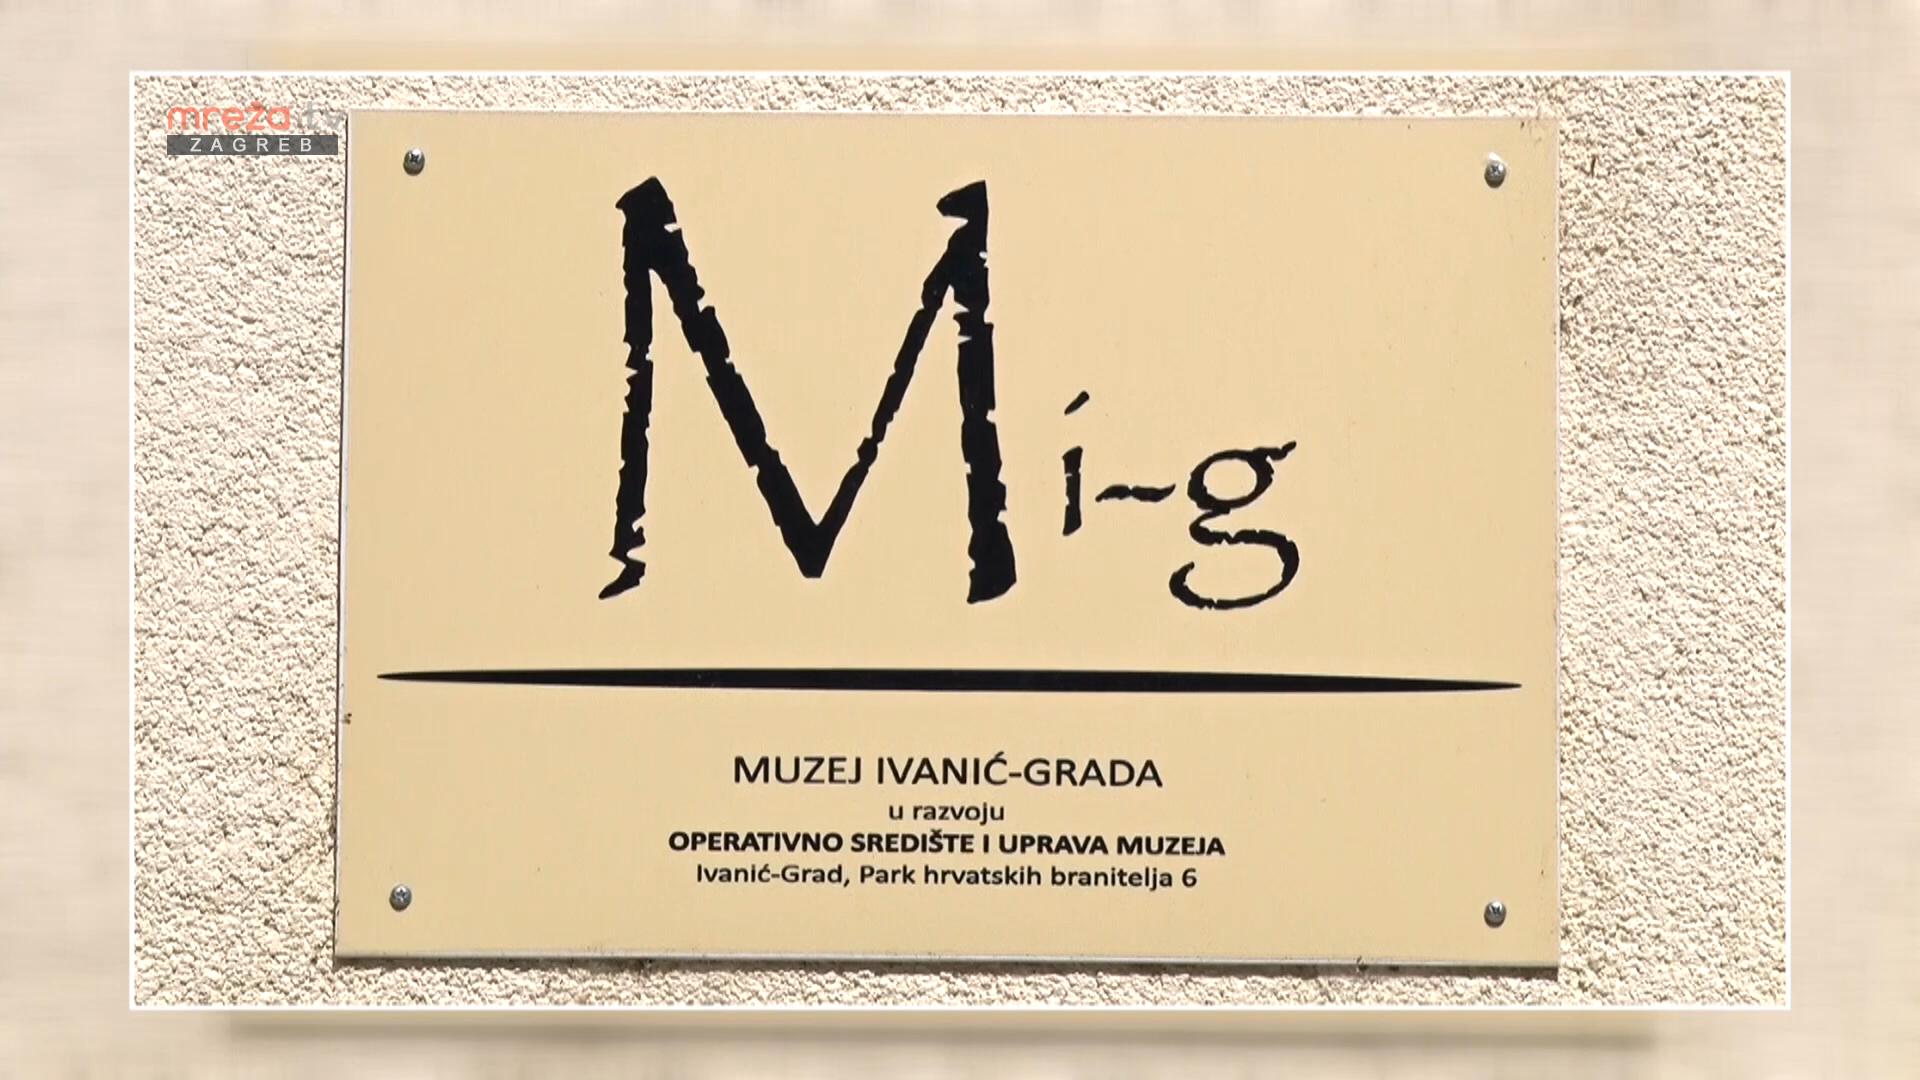 mreža tv
ZAGREB
Mi-g
MUZEJ IVANIĆ-GRADA
u razvoju
OPERATIVNO SREDIŠTE I UPRAVA MUZEJA
Ivanić-Grad, Park hrvatskih branitelja 6